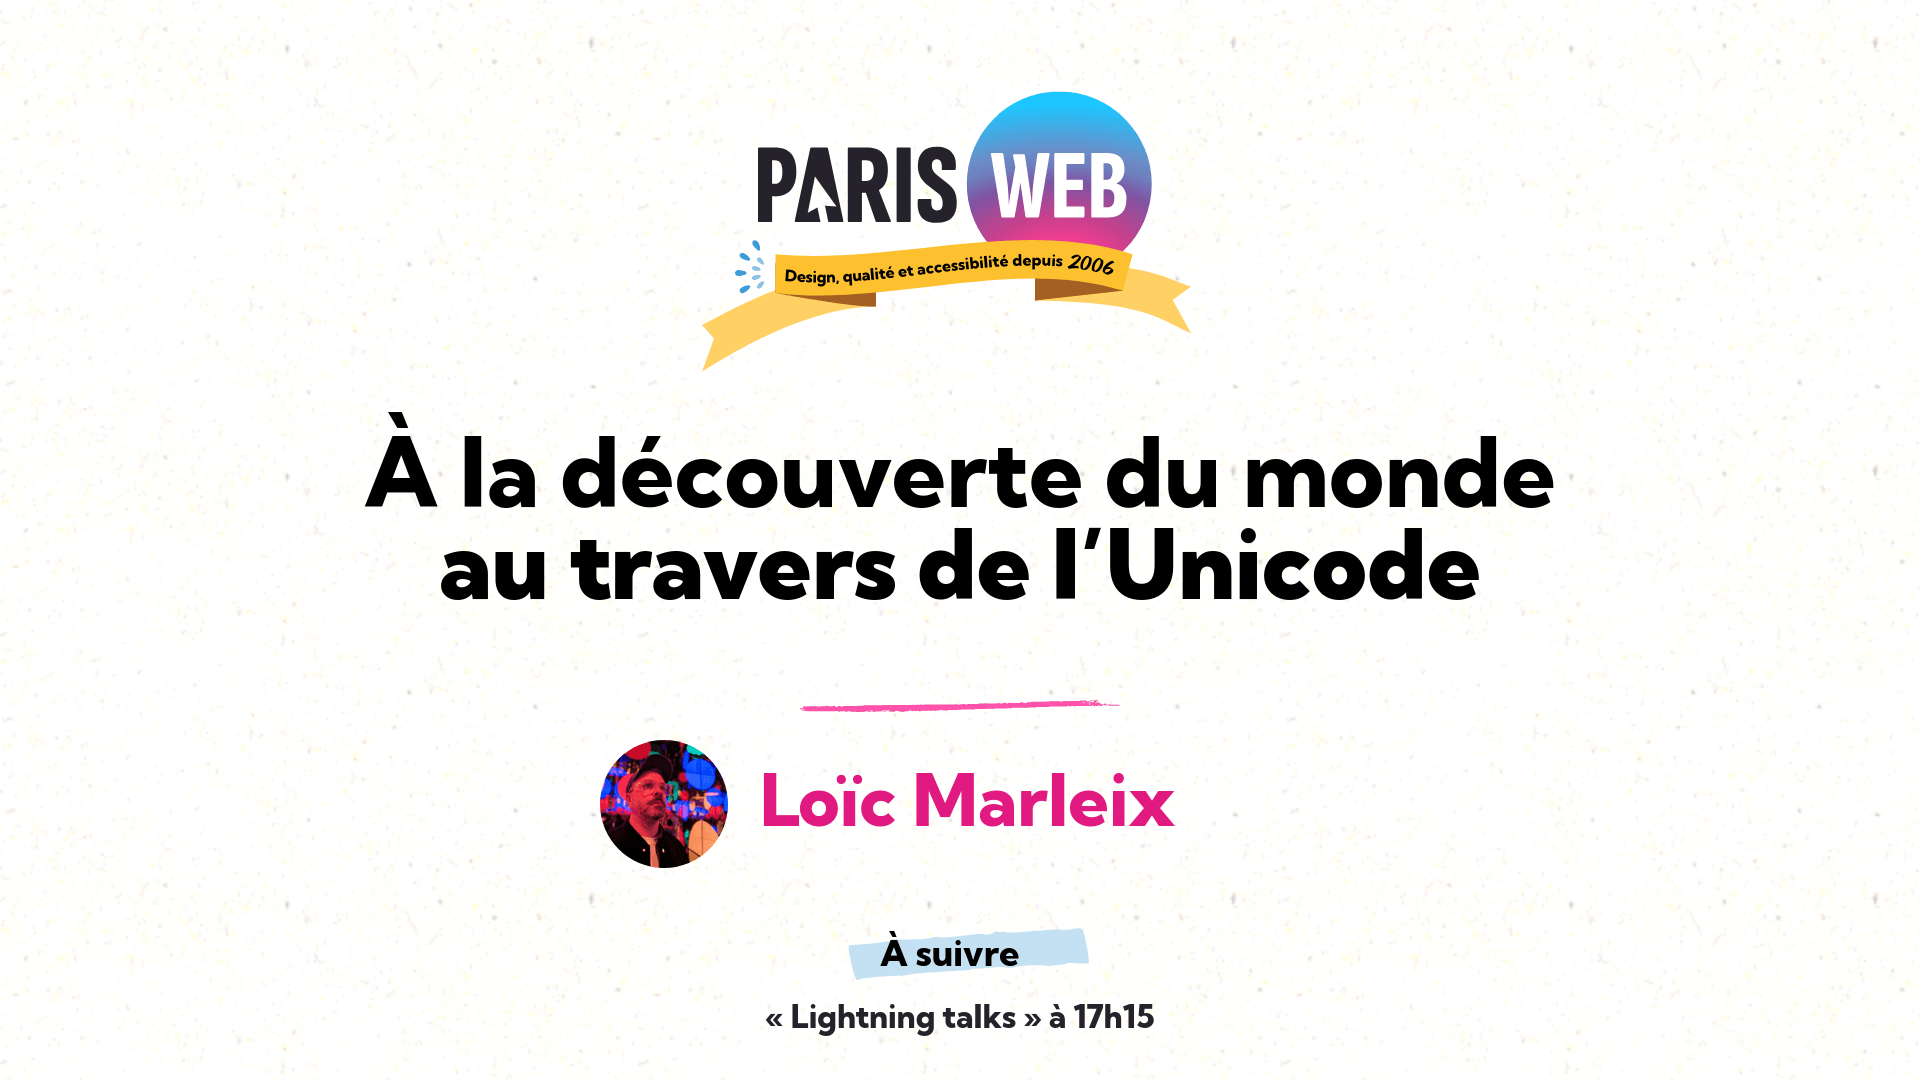 PARIS WEB
Design, qualité et accessibilité depuis 2006
À la découverte du monde
au travers de l’Unicode
Loïc Marleix
À suivre
« Lightning talks » à 17h15